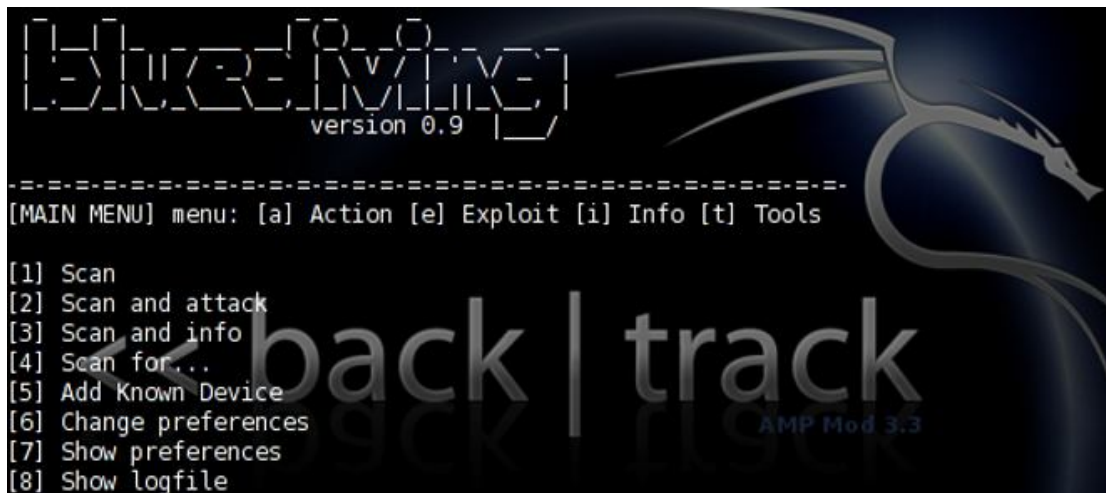 bluediving
version 0.9
-=-=-=-=-=-=-=-=-=-=-=-=-=-=-=-=-=-=-=-=-=-=-=-=-=-=-=-=-=-=-
[MAIN MENU] menu: [a] Action [e] Exploit [i] Info [t] Tools
[1] Scan
[2] Scan and attack
[3] Scan and info
[4] Scan for...
[5] Add Known Device
[6] Change preferences
[7] Show preferences
[8] Show logfile
<< back | track
AMP Mod 3.3